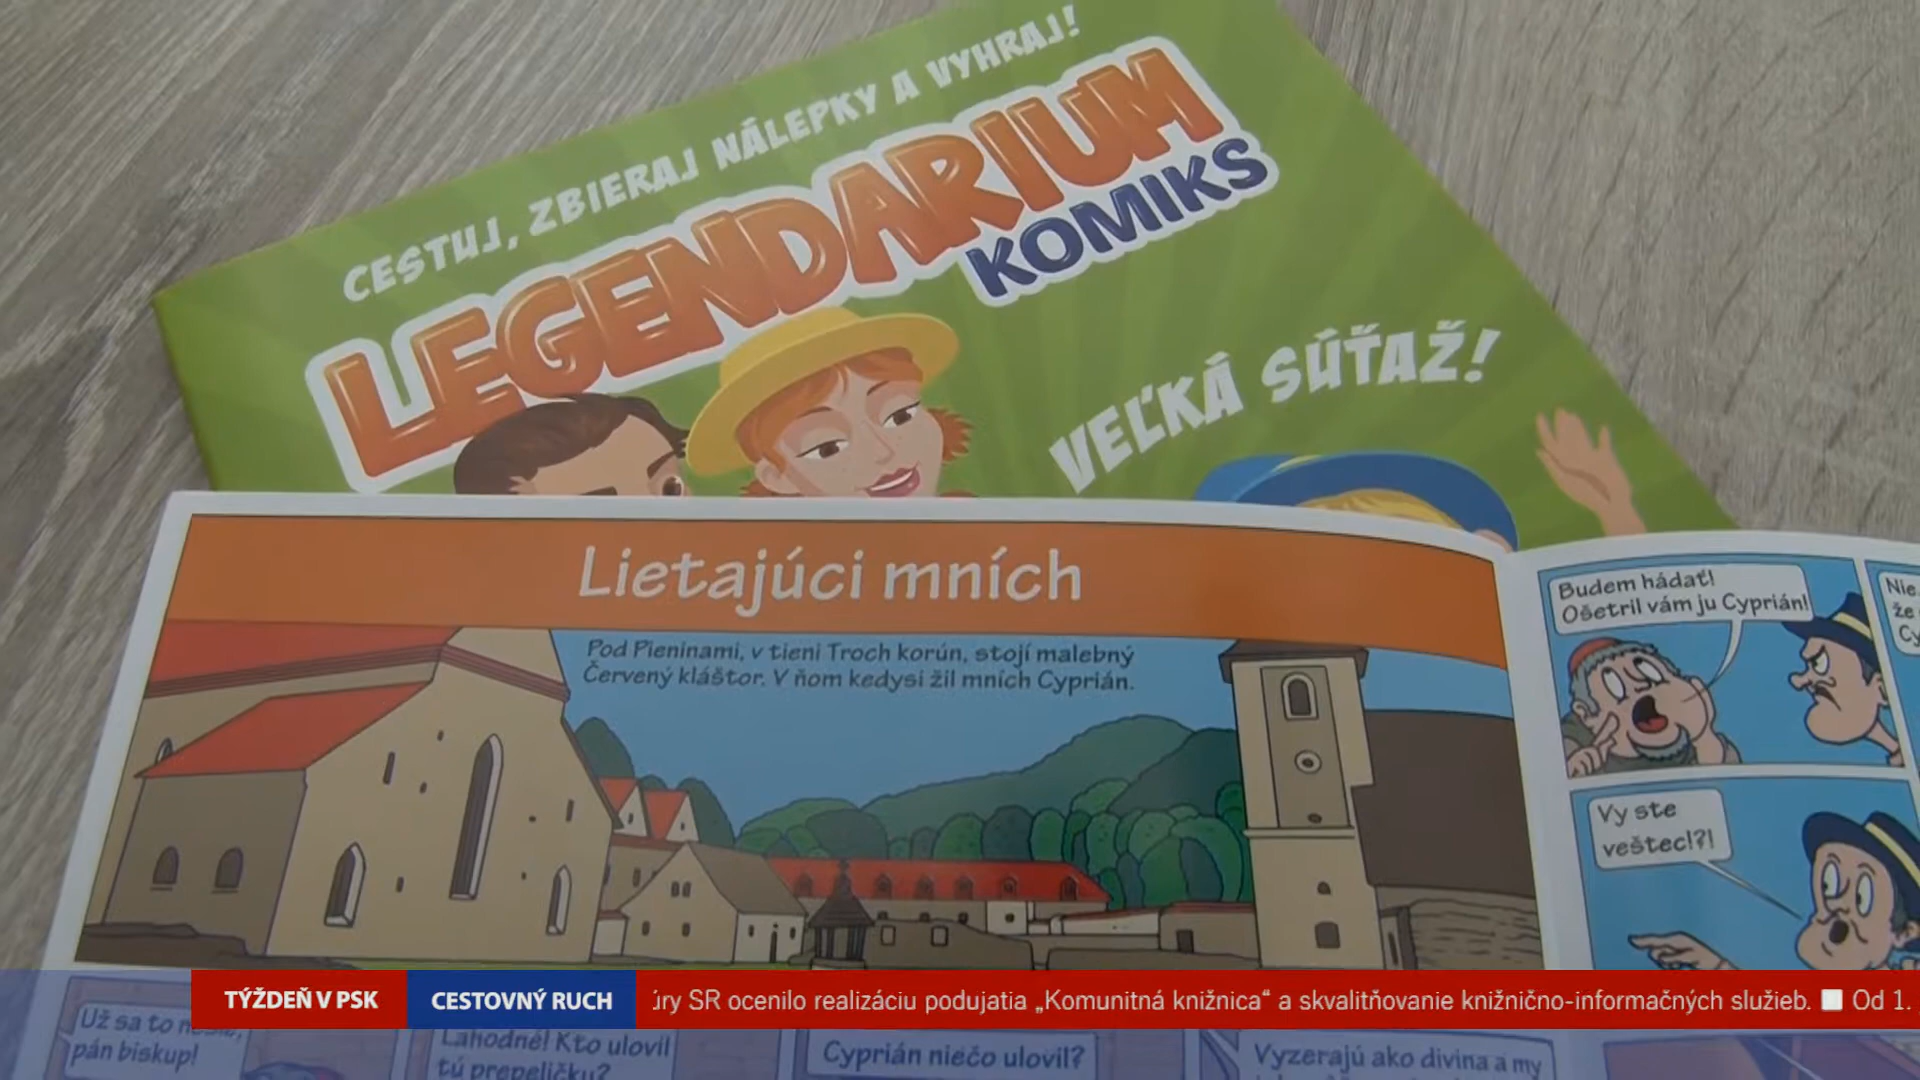 CESTUJ, ZBIERAJ NÁLEPKY A VYHRAJ!
LEGENDARIUM
KOMIKS
VEĽKÁ SÚŤAŽ!
Lietajúci mních
Pod Pieninami, v tieni Troch korún, stojí malebný
Červený kláštor. V ňom kedysi žil mních Cyprián.
Budem hádať!
Ošetril vám ju Cyprián!
Nie,
že
Cy
Vy ste
veštec!?!
TÝŽDEŇ V PSK
CESTOVNÝ RUCH
úry SR ocenilo realizáciu podujatia „Komunitná knižnica“ a skvalitňovanie knižnično-informačných služieb. Od 1.
Už sa to
pán biskup!
Lahodné! Kto ulovil
tú prepeličku?
Cyprián niečo ulovil?
Vyzerajú ako divina a my